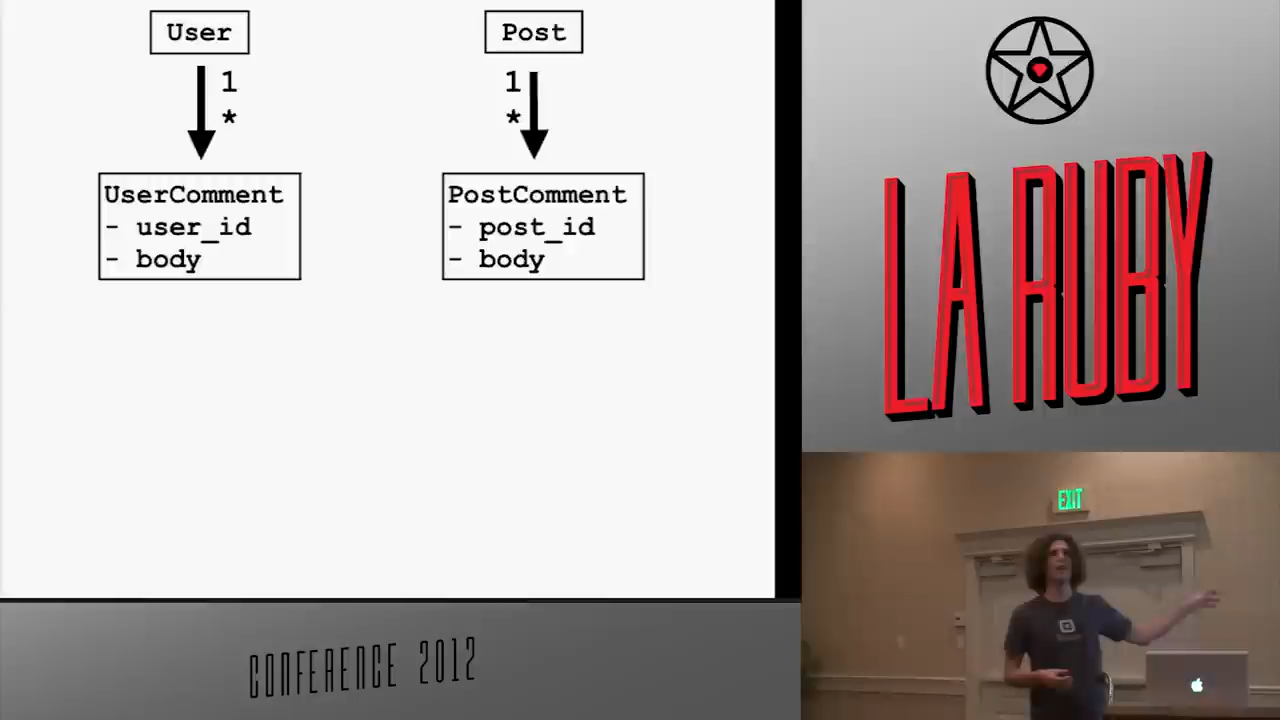 User
1
*
UserComment
- user_id
- body
Post
1
*
PostComment
- post_id
- body
LA RUBY
EXIT
CONFERENCE 2012